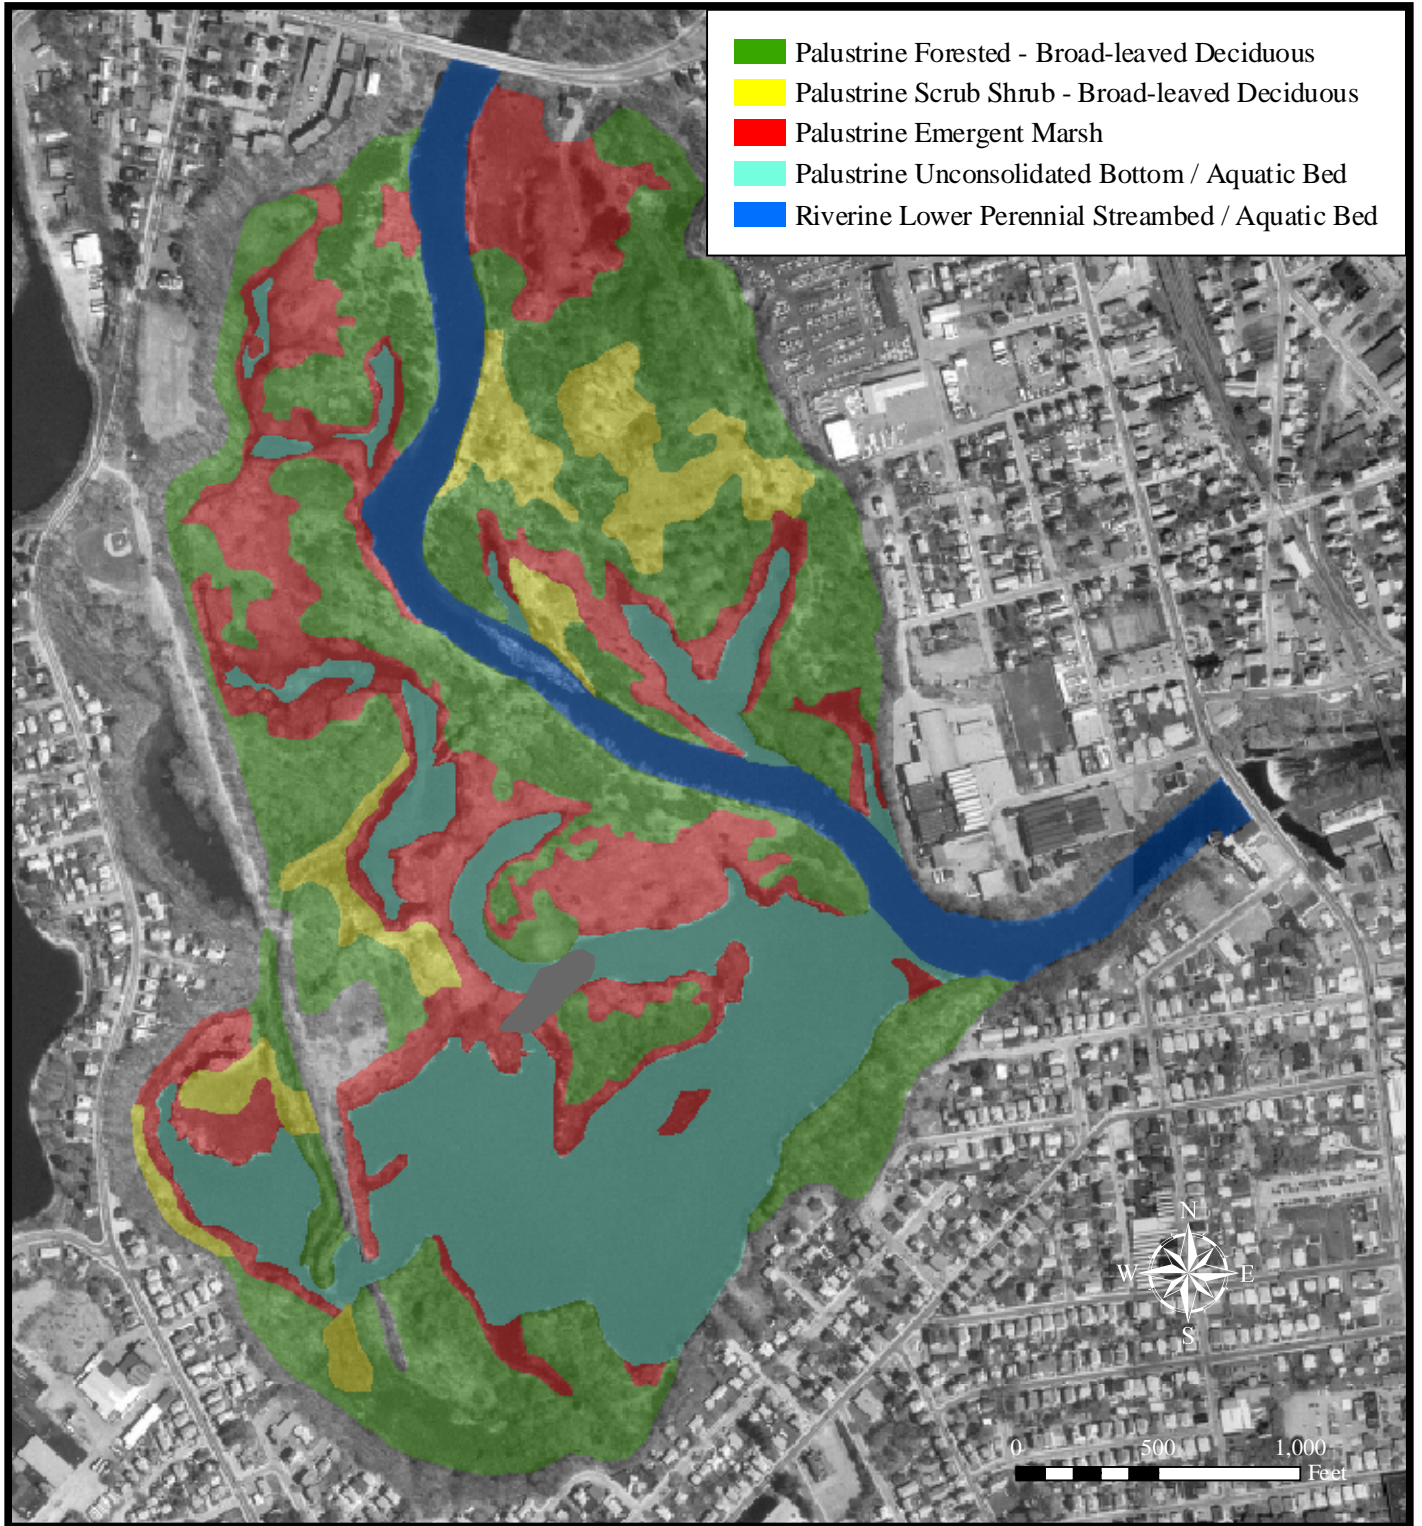 Palustrine Forested - Broad-leaved Deciduous
Palustrine Scrub Shrub - Broad-leaved Deciduous
Palustrine Emergent Marsh
Palustrine Unconsolidated Bottom / Aquatic Bed
Riverine Lower Perennial Streambed / Aquatic Bed
N
W E
S
0 500 1,000
Feet